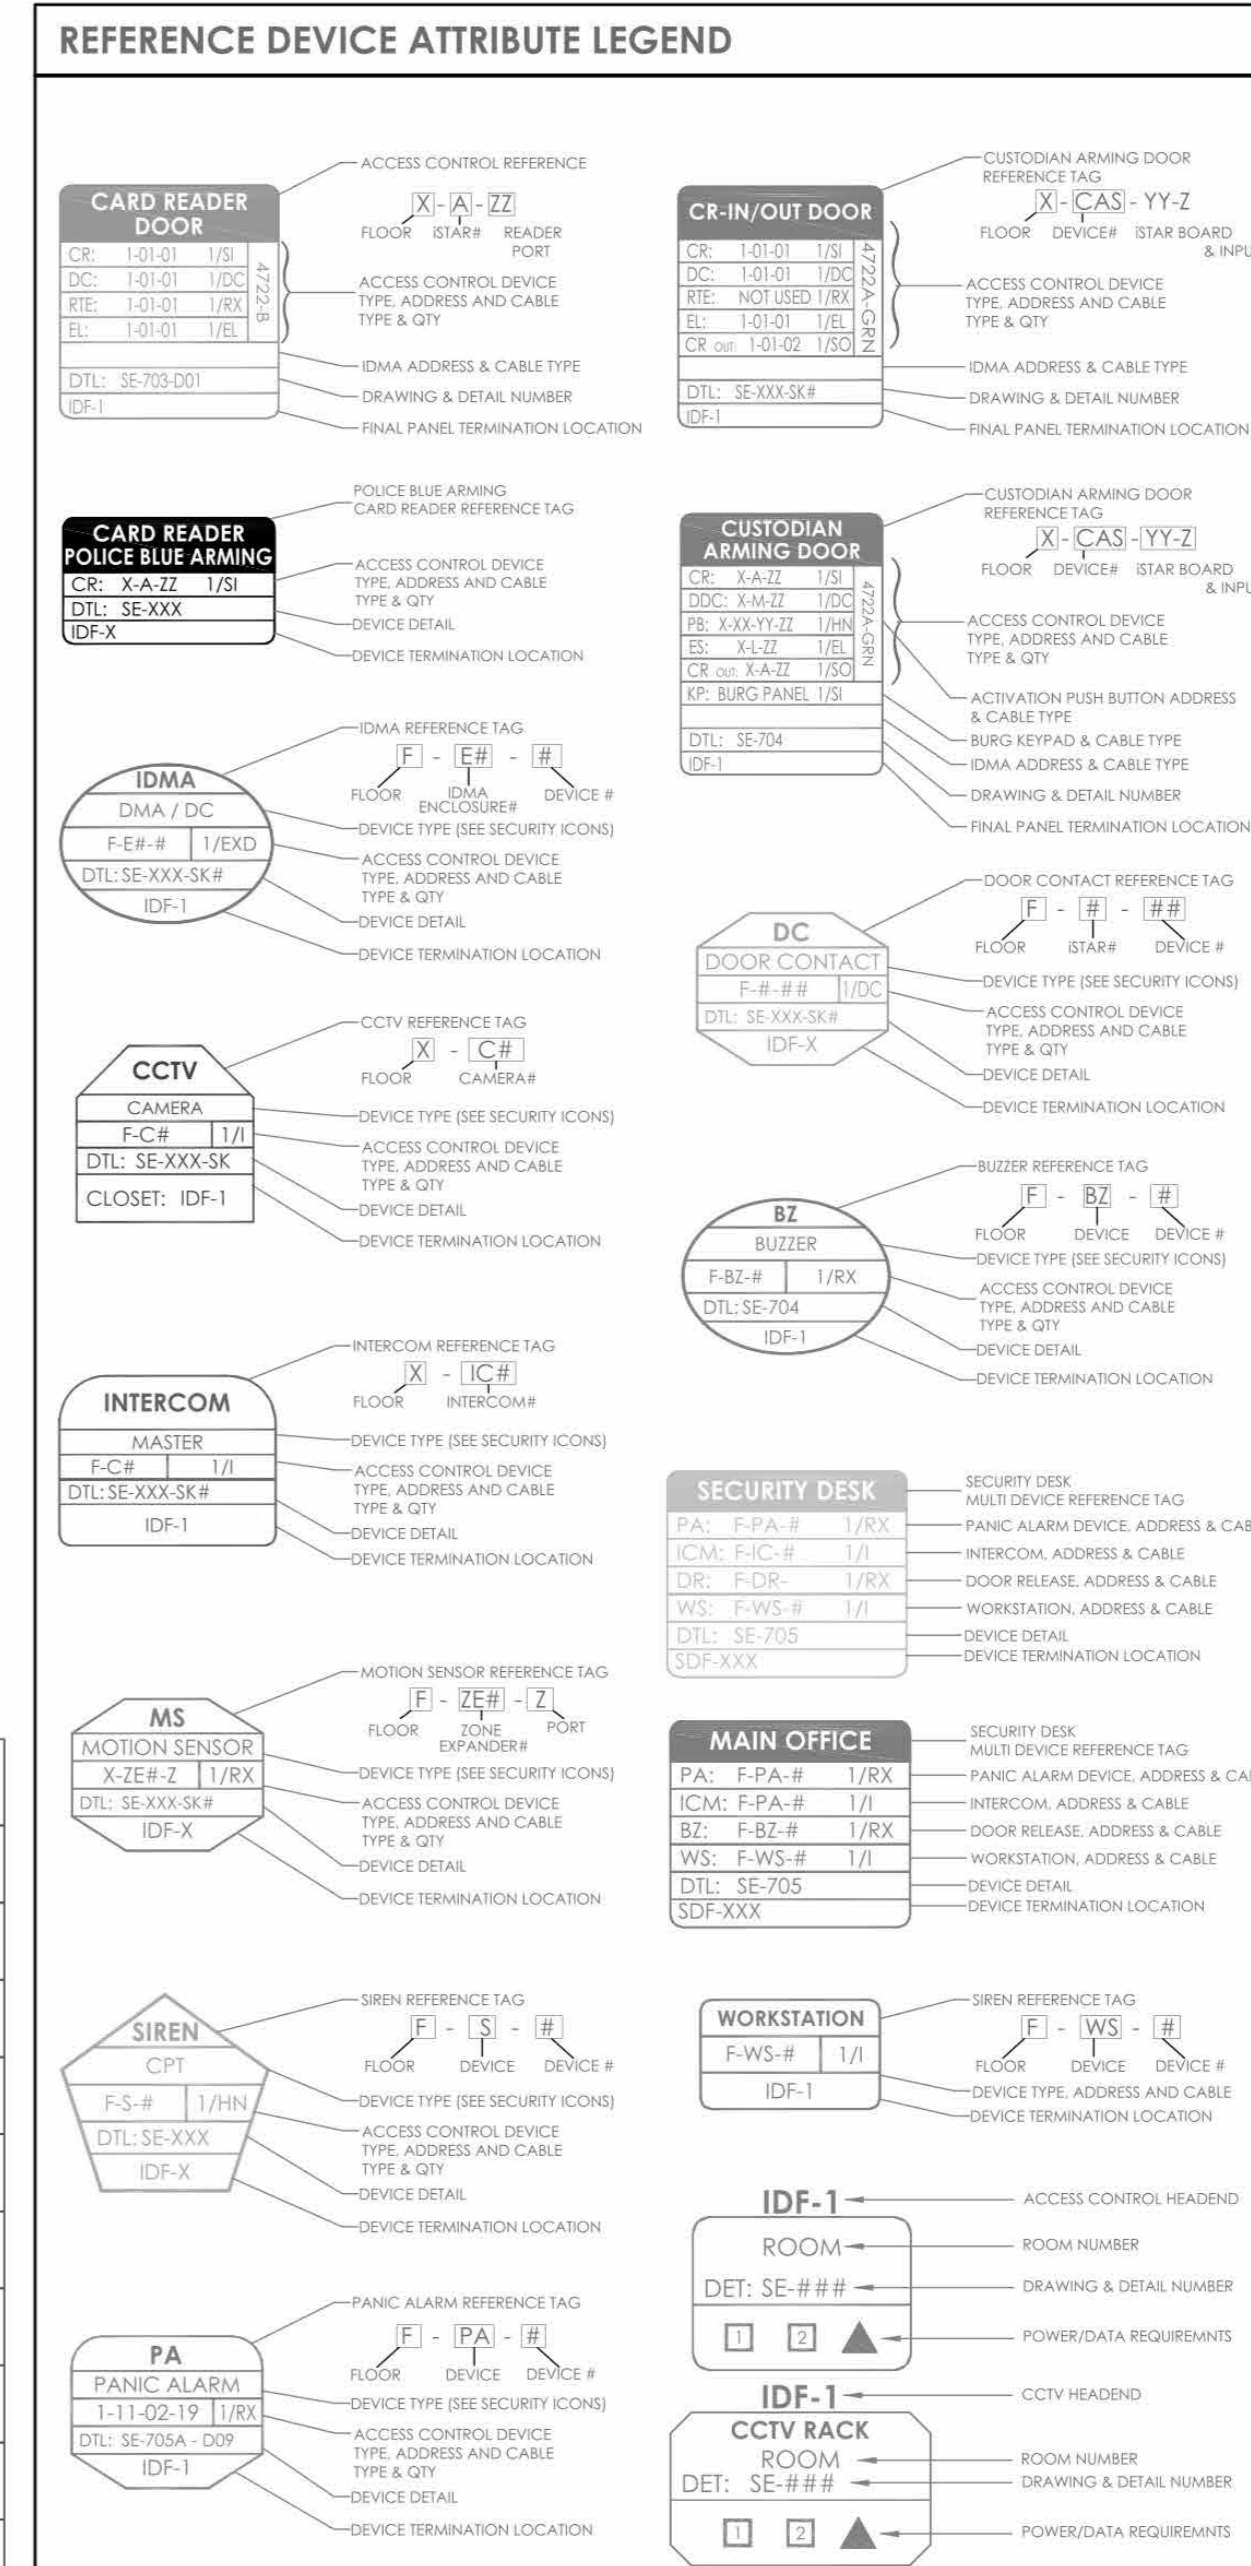 REFERENCE DEVICE ATTRIBUTE LEGEND
CARD READER
DOOR
CR: 1-01-01 1/SI
DC: 1-01-01 1/DC
RTE: 1-01-01 1/RX
EL: 1-01-01 1/EL
4722-B
DTL: SE-703-D01
IDF-1
ACCESS CONTROL REFERENCE
X - A - ZZ
FLOOR iSTAR# READER
PORT
ACCESS CONTROL DEVICE
TYPE, ADDRESS AND CABLE
TYPE & QTY
IDMA ADDRESS & CABLE TYPE
DRAWING & DETAIL NUMBER
FINAL PANEL TERMINATION LOCATION
CR-IN/OUT DOOR
CR: 1-01-01 1/SI
DC: 1-01-01 1/DC
RTE: NOT USED 1/RX
EL: 1-01-01 1/EL
CR OUT: 1-01-02 1/SO
4722A-GRN
DTL: SE-XXX-SK#
IDF-1
CUSTODIAN ARMING DOOR
REFERENCE TAG
X - CAS - YY-Z
FLOOR DEVICE# iSTAR BOARD
& INPU
ACCESS CONTROL DEVICE
TYPE, ADDRESS AND CABLE
TYPE & QTY
IDMA ADDRESS & CABLE TYPE
DRAWING & DETAIL NUMBER
FINAL PANEL TERMINATION LOCATION
CARD READER
POLICE BLUE ARMING
CR: X-A-ZZ 1/SI
DTL: SE-XXX
IDF-X
POLICE BLUE ARMING
CARD READER REFERENCE TAG
ACCESS CONTROL DEVICE
TYPE, ADDRESS AND CABLE
TYPE & QTY
DEVICE DETAIL
DEVICE TERMINATION LOCATION
CUSTODIAN
ARMING DOOR
CR: X-A-ZZ 1/SI
DDC: X-M-ZZ 1/DC
PB: X-XX-YY-ZZ 1/HN
ES: X-L-ZZ 1/EL
CR OUT: X-A-ZZ 1/SO
4722A-GRN
KP: BURG PANEL 1/SI
DTL: SE-704
IDF-1
CUSTODIAN ARMING DOOR
REFERENCE TAG
X - CAS - YY-Z
FLOOR DEVICE# iSTAR BOARD
& INPU
ACCESS CONTROL DEVICE
TYPE, ADDRESS AND CABLE
TYPE & QTY
ACTIVATION PUSH BUTTON ADDRESS
& CABLE TYPE
BURG KEYPAD & CABLE TYPE
IDMA ADDRESS & CABLE TYPE
DRAWING & DETAIL NUMBER
FINAL PANEL TERMINATION LOCATION
IDMA
DMA / DC
F-E#-# 1/EXD
DTL: SE-XXX-SK#
IDF-1
IDMA REFERENCE TAG
F - E# - #
FLOOR IDMA DEVICE #
ENCLOSURE#
DEVICE TYPE (SEE SECURITY ICONS)
ACCESS CONTROL DEVICE
TYPE, ADDRESS AND CABLE
TYPE & QTY
DEVICE DETAIL
DEVICE TERMINATION LOCATION
DC
DOOR CONTACT
F-#-## 1/DC
DTL: SE-XXX-SK#
IDF-X
DOOR CONTACT REFERENCE TAG
F - # - ##
FLOOR iSTAR# DEVICE #
DEVICE TYPE (SEE SECURITY ICONS)
ACCESS CONTROL DEVICE
TYPE, ADDRESS AND CABLE
TYPE & QTY
DEVICE DETAIL
DEVICE TERMINATION LOCATION
CCTV
CAMERA
F-C# 1/I
DTL: SE-XXX-SK
CLOSET: IDF-1
CCTV REFERENCE TAG
X - C#
FLOOR CAMERA#
DEVICE TYPE (SEE SECURITY ICONS)
ACCESS CONTROL DEVICE
TYPE, ADDRESS AND CABLE
TYPE & QTY
DEVICE DETAIL
DEVICE TERMINATION LOCATION
BZ
BUZZER
F-BZ-# 1/RX
DTL: SE-704
IDF-1
BUZZER REFERENCE TAG
F - BZ - #
FLOOR DEVICE DEVICE #
DEVICE TYPE (SEE SECURITY ICONS)
ACCESS CONTROL DEVICE
TYPE, ADDRESS AND CABLE
TYPE & QTY
DEVICE DETAIL
DEVICE TERMINATION LOCATION
INTERCOM
MASTER
F-C# 1/I
DTL: SE-XXX-SK#
IDF-1
INTERCOM REFERENCE TAG
X - IC#
FLOOR INTERCOM#
DEVICE TYPE (SEE SECURITY ICONS)
ACCESS CONTROL DEVICE
TYPE, ADDRESS AND CABLE
TYPE & QTY
DEVICE DETAIL
DEVICE TERMINATION LOCATION
SECURITY DESK
PA: F-PA-# 1/RX
ICM: F-IC-# 1/I
DR: F-DR- 1/RX
WS: F-WS-# 1/I
DTL: SE-705
SDF-XXX
SECURITY DESK
MULTI DEVICE REFERENCE TAG
PANIC ALARM DEVICE, ADDRESS & CAB
INTERCOM, ADDRESS & CABLE
DOOR RELEASE, ADDRESS & CABLE
WORKSTATION, ADDRESS & CABLE
DEVICE DETAIL
DEVICE TERMINATION LOCATION
MS
MOTION SENSOR
X-ZE#-Z 1/RX
DTL: SE-XXX-SK#
IDF-X
MOTION SENSOR REFERENCE TAG
F - ZE# - Z
FLOOR ZONE PORT
EXPANDER#
DEVICE TYPE (SEE SECURITY ICONS)
ACCESS CONTROL DEVICE
TYPE, ADDRESS AND CABLE
TYPE & QTY
DEVICE DETAIL
DEVICE TERMINATION LOCATION
MAIN OFFICE
PA: F-PA-# 1/RX
ICM: F-PA-# 1/I
BZ: F-BZ-# 1/RX
WS: F-WS-# 1/I
DTL: SE-705
SDF-XXX
SECURITY DESK
MULTI DEVICE REFERENCE TAG
PANIC ALARM DEVICE, ADDRESS & CAB
INTERCOM, ADDRESS & CABLE
DOOR RELEASE, ADDRESS & CABLE
WORKSTATION, ADDRESS & CABLE
DEVICE DETAIL
DEVICE TERMINATION LOCATION
SIREN
CPT
F-S-# 1/HN
DTL: SE-XXX
IDF-X
SIREN REFERENCE TAG
F - S - #
FLOOR DEVICE DEVICE #
DEVICE TYPE (SEE SECURITY ICONS)
ACCESS CONTROL DEVICE
TYPE, ADDRESS AND CABLE
TYPE & QTY
DEVICE DETAIL
DEVICE TERMINATION LOCATION
WORKSTATION
F-WS-# 1/I
IDF-1
SIREN REFERENCE TAG
F - WS - #
FLOOR DEVICE DEVICE #
DEVICE TYPE, ADDRESS AND CABLE
DEVICE TERMINATION LOCATION
IDF-1
ROOM
DET: SE-###
1 2
ACCESS CONTROL HEADEND
ROOM NUMBER
DRAWING & DETAIL NUMBER
POWER/DATA REQUIREMNTS
PA
PANIC ALARM
1-11-02-19 1/RX
DTL: SE-705A - D09
IDF-1
PANIC ALARM REFERENCE TAG
F - PA - #
FLOOR DEVICE DEVICE #
DEVICE TYPE (SEE SECURITY ICONS)
ACCESS CONTROL DEVICE
TYPE, ADDRESS AND CABLE
TYPE & QTY
DEVICE DETAIL
DEVICE TERMINATION LOCATION
IDF-1
CCTV RACK
ROOM
DET: SE-###
1 2
CCTV HEADEND
ROOM NUMBER
DRAWING & DETAIL NUMBER
POWER/DATA REQUIREMNTS